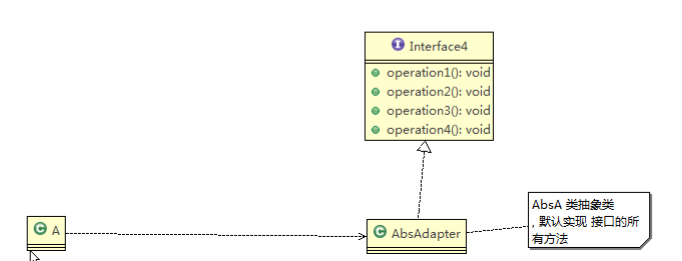 Interface4
operation1(): void
operation2(): void
operation3(): void
operation4(): void
A
AbsAdapter
AbsA 类抽象类
, 默认实现 接口的所
有方法